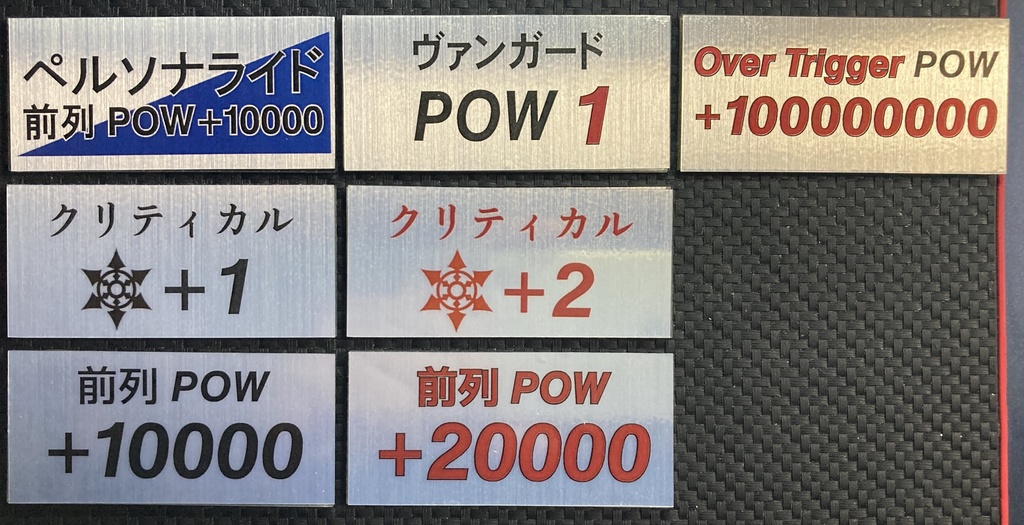 ペルソナライド
前列 POW+10000
ヴァンガード
POW 1
Over Trigger POW
+100000000
クリティカル
+1
クリティカル
+2
前列 POW
+10000
前列 POW
+20000